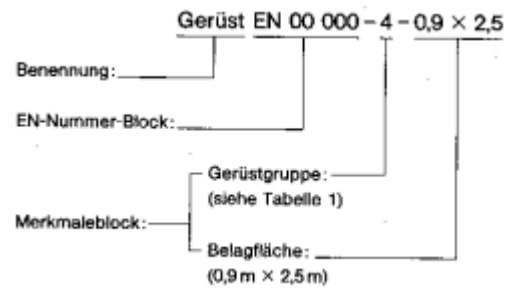 Gerüst EN 00 000 - 4 - 0,9 × 2,5
Benennung:
EN-Nummer-Block:
Gerüstgruppe:
(siehe Tabelle 1)
Merkmaleblock:
Belagfläche:
(0,9 m × 2,5 m)